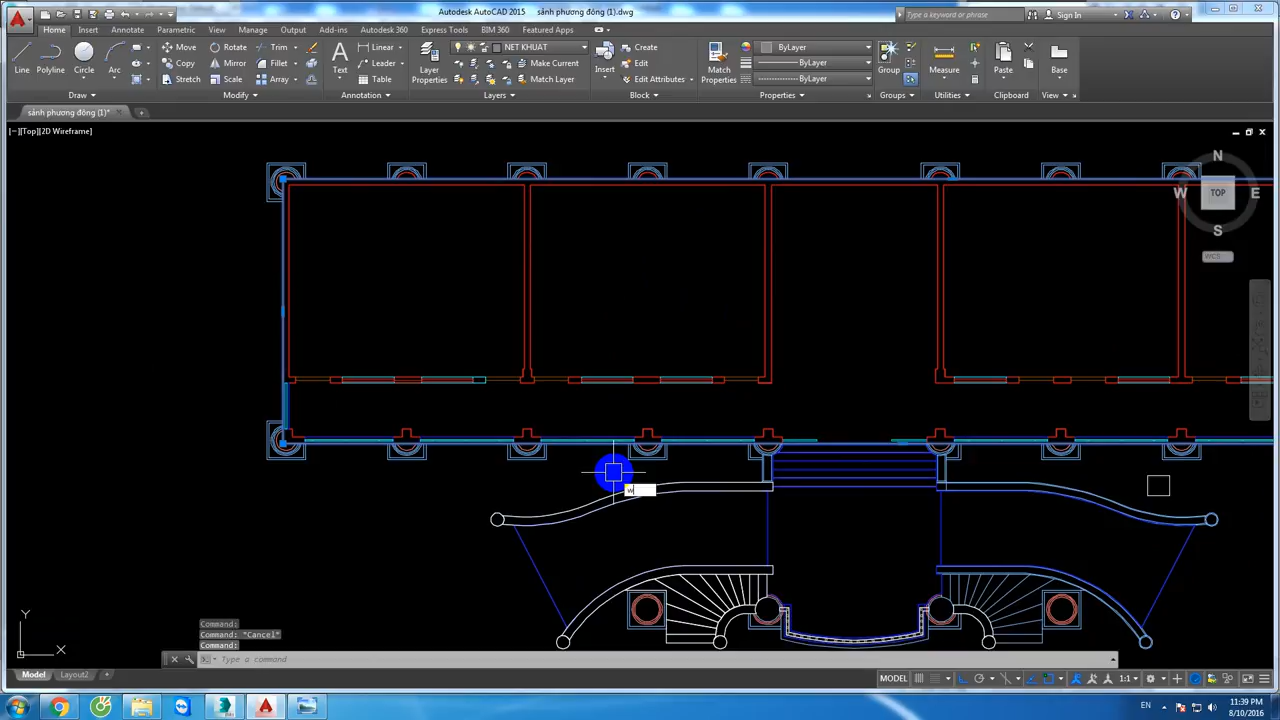 Autodesk AutoCAD 2015 sảnh phương đông (1).dwg
Type a keyword or phrase
Sign In
Home Insert Annotate Parametric View Manage Output Add-ins Autodesk 360 Express Tools BIM 360 Featured Apps
Line Polyline Circle Arc
Move Rotate Trim
Copy Mirror Fillet
Stretch Scale Array
Text
Linear
Leader
Table
Layer Properties
NET KHUAT
Make Current
Match Layer
Insert
Create
Edit
Edit Attributes
Match Properties
ByLayer
ByLayer
ByLayer
Group
Measure
Paste
Base
Draw Modify Annotation Layers Block Properties Groups Utilities Clipboard View
sảnh phương đông (1)*
[−][Top][2D Wireframe]
N
W TOP E
S
WCS
w
Y
X
Command:
Command: *Cancel*
Command:
Type a command
Model Layout2
MODEL 1:1
EN
11:39 PM
8/10/2016